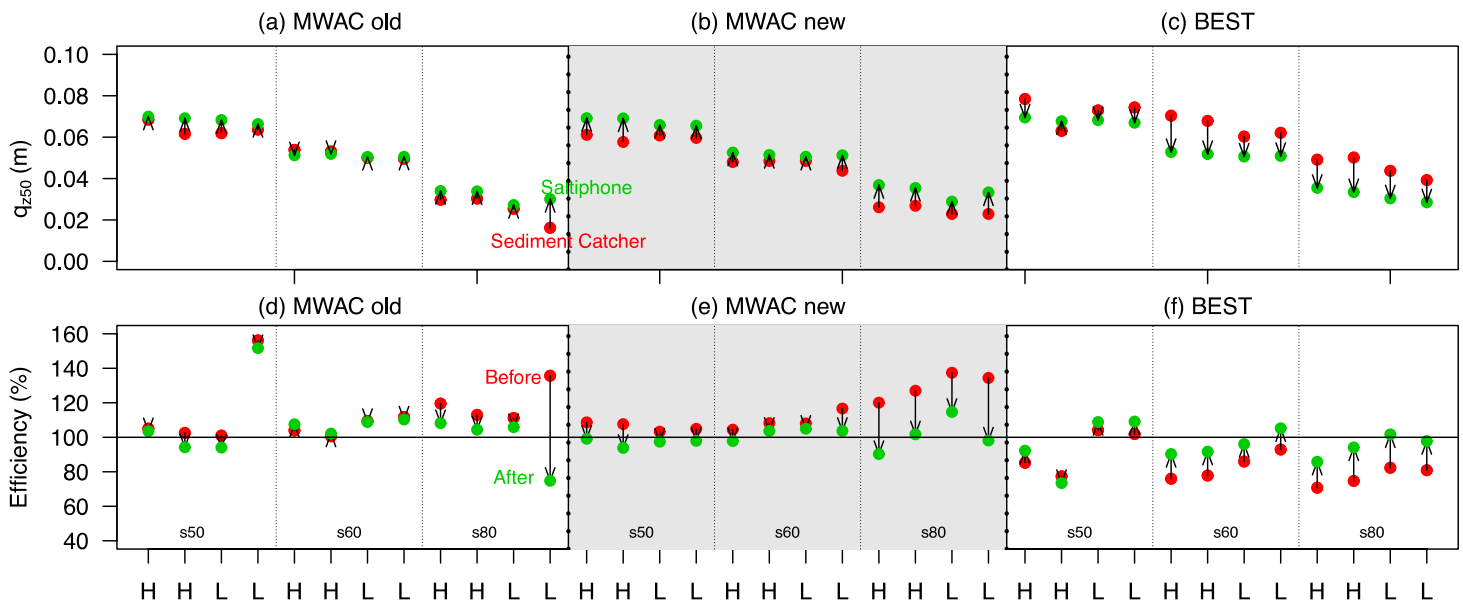 (a) MWAC old (b) MWAC new (c) BEST
q_z50 (m)
0.10
0.08
0.06
0.04
0.02
0.00
Saltiphone
Sediment Catcher
(d) MWAC old (e) MWAC new (f) BEST
Efficiency (%)
160
140
120
100
80
60
40
Before
After
s50 s60 s80 s50 s60 s80 s50 s60 s80
H H L L H H L L H H L L H H L L H H L L H H L L H H L L H H L L H H L L